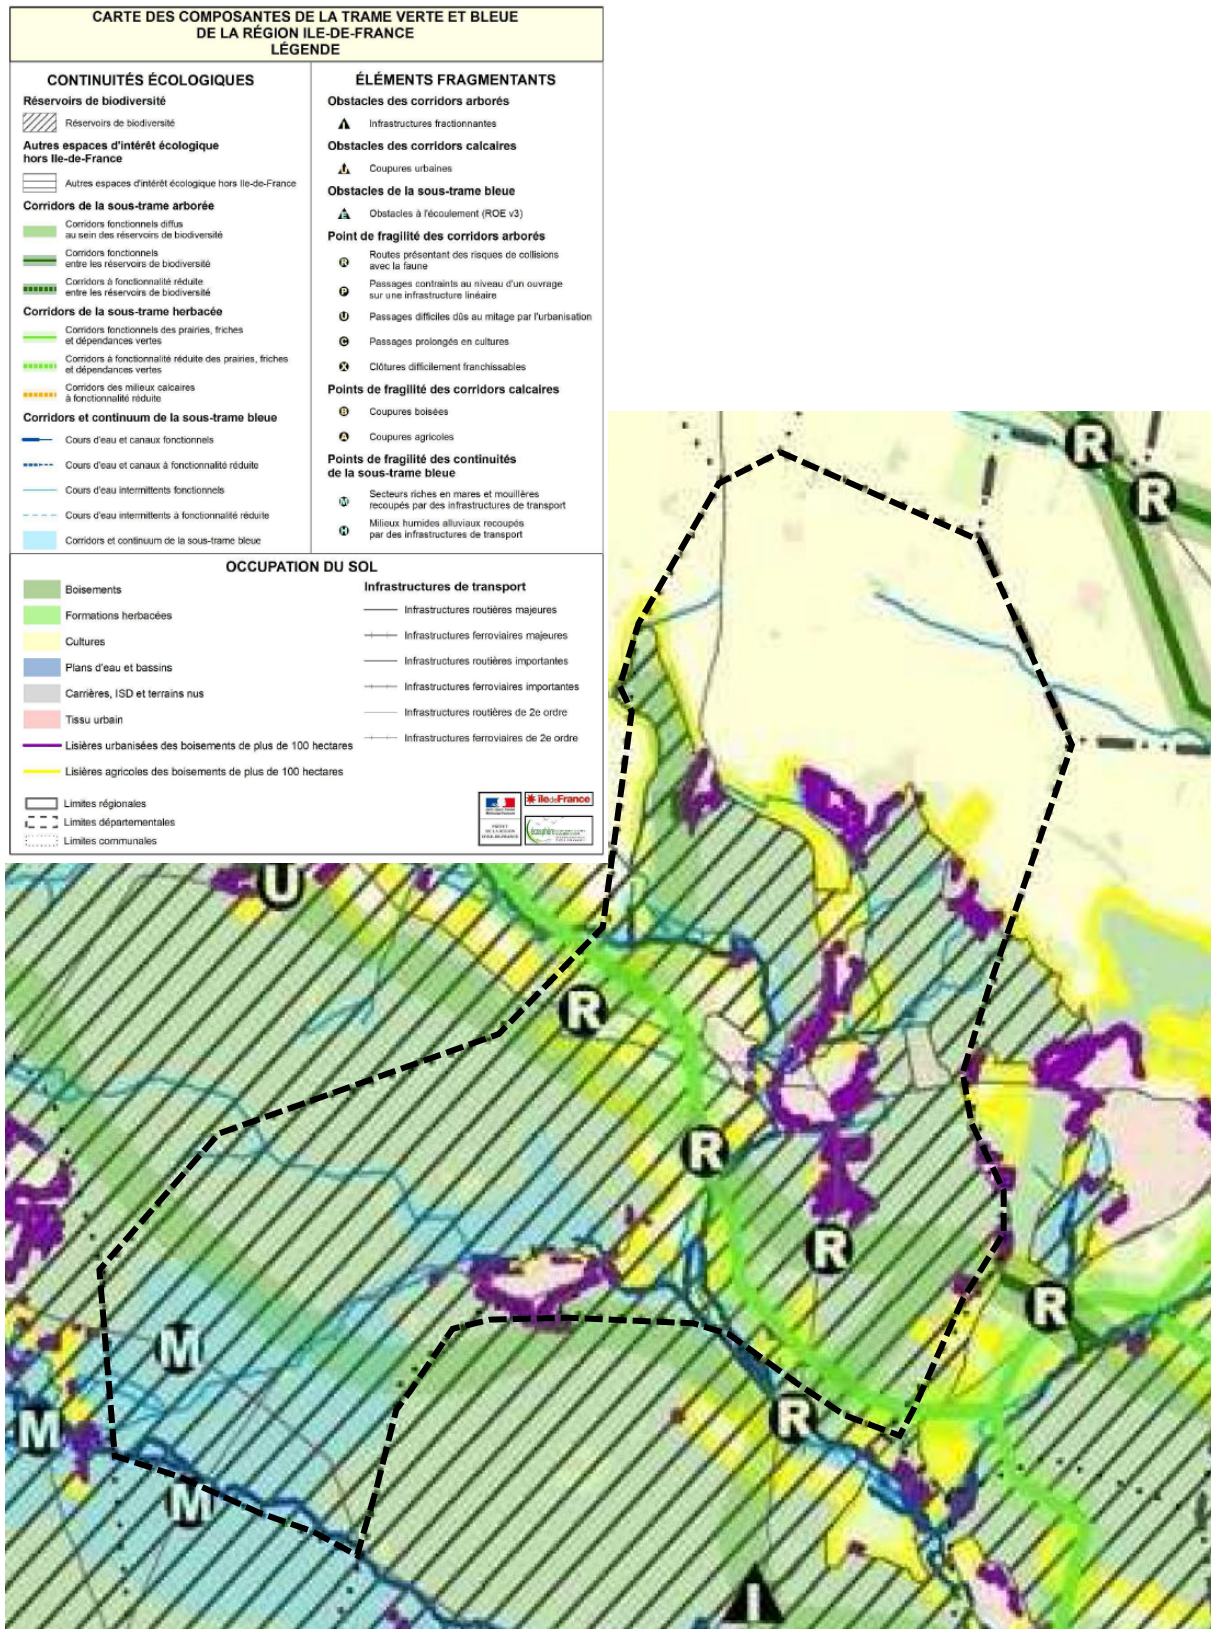 CARTE DES COMPOSANTES DE LA TRAME VERTE ET BLEUE
DE LA RÉGION ILE-DE-FRANCE
LÉGENDE
CONTINUITÉS ÉCOLOGIQUES
Réservoirs de biodiversité
Réservoirs de biodiversité
Autres espaces d'intérêt écologique
hors Ile-de-France
Autres espaces d'intérêt écologique hors Ile-de-France
Corridors de la sous-trame arborée
Corridors fonctionnels diffus
au sein des réservoirs de biodiversité
Corridors fonctionnels
entre les réservoirs de biodiversité
Corridors à fonctionnalité réduite
entre les réservoirs de biodiversité
Corridors de la sous-trame herbacée
Corridors fonctionnels des prairies, friches
et dépendances vertes
Corridors à fonctionnalité réduite des prairies, friches
et dépendances vertes
Corridors des milieux calcaires
à fonctionnalité réduite
Corridors et continuum de la sous-trame bleue
Cours d'eau et canaux fonctionnels
Cours d'eau et canaux à fonctionnalité réduite
Cours d'eau intermittents fonctionnels
Cours d'eau intermittents à fonctionnalité réduite
Corridors et continuum de la sous-trame bleue
ÉLÉMENTS FRAGMENTANTS
Obstacles des corridors arborés
I Infrastructures fractionnantes
Obstacles des corridors calcaires
U Coupures urbaines
Obstacles de la sous-trame bleue
E Obstacles à l'écoulement (ROE v3)
Point de fragilité des corridors arborés
R Routes présentant des risques de collisions
avec la faune
P Passages contraints au niveau d'un ouvrage
sur une infrastructure linéaire
U Passages difficiles dûs au mitage par l'urbanisation
C Passages prolongés en cultures
X Clôtures difficilement franchissables
Points de fragilité des corridors calcaires
B Coupures boisées
A Coupures agricoles
Points de fragilité des continuités
de la sous-trame bleue
M Secteurs riches en mares et mouillères
recoupés par des infrastructures de transport
H Milieux humides alluviaux recoupés
par des infrastructures de transport
OCCUPATION DU SOL
Boisements
Formations herbacées
Cultures
Plans d'eau et bassins
Carrières, ISD et terrains nus
Tissu urbain
Lisières urbanisées des boisements de plus de 100 hectares
Lisières agricoles des boisements de plus de 100 hectares
Limites régionales
Limites départementales
Limites communales
Infrastructures de transport
Infrastructures routières majeures
Infrastructures ferroviaires majeures
Infrastructures routières importantes
Infrastructures ferroviaires importantes
Infrastructures routières de 2e ordre
Infrastructures ferroviaires de 2e ordre
île de France
écosphère
R
R
U
R
R
R
R
M
M
R
M
I